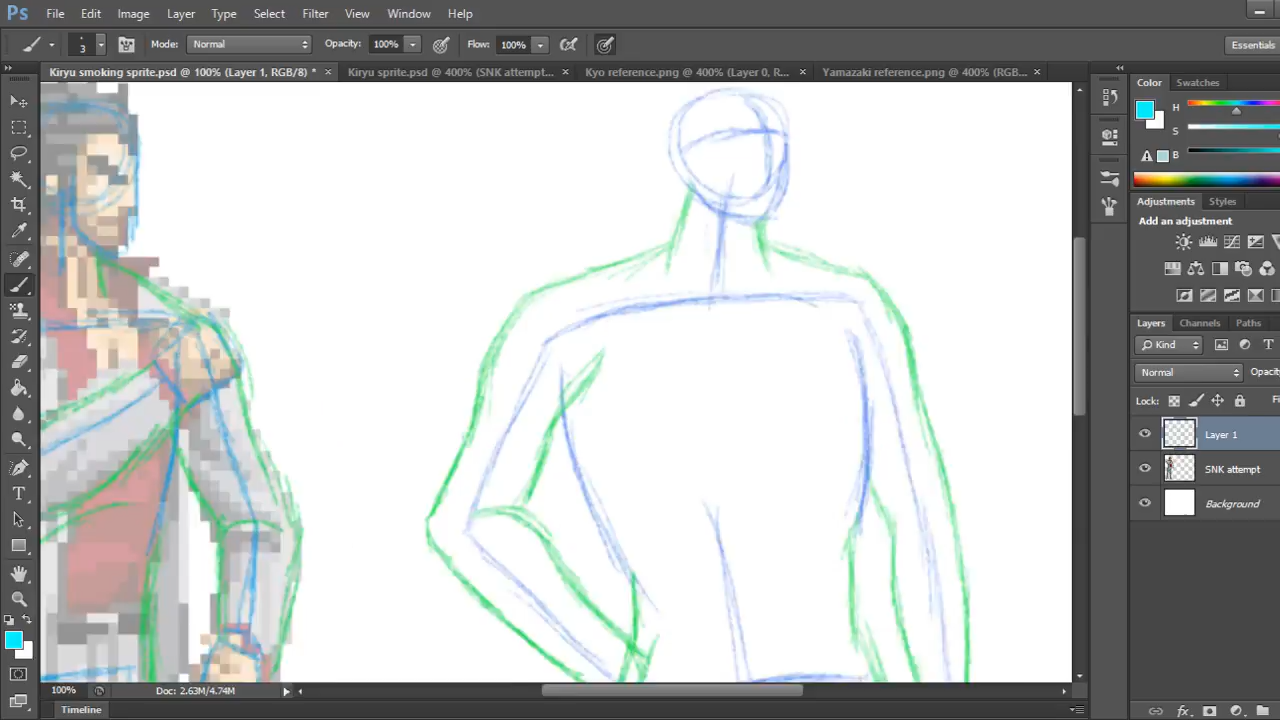 Ps File Edit Image Layer Type Select Filter View Window Help
3 Mode: Normal Opacity: 100% Flow: 100% Essentials
Kiryu smoking sprite.psd @ 100% (Layer 1, RGB/8) * × Kiryu sprite.psd @ 400% (SNK attempt... × Kyo reference.png @ 400% (Layer 0, R... × Yamazaki reference.png @ 400% (RGB... ×
Color Swatches
H
S
B
Adjustments Styles
Add an adjustment
Layers Channels Paths
Kind
Normal Opacity
Lock: Fi
Layer 1
SNK attempt
Background
100% Doc: 2.63M/4.74M
Timeline